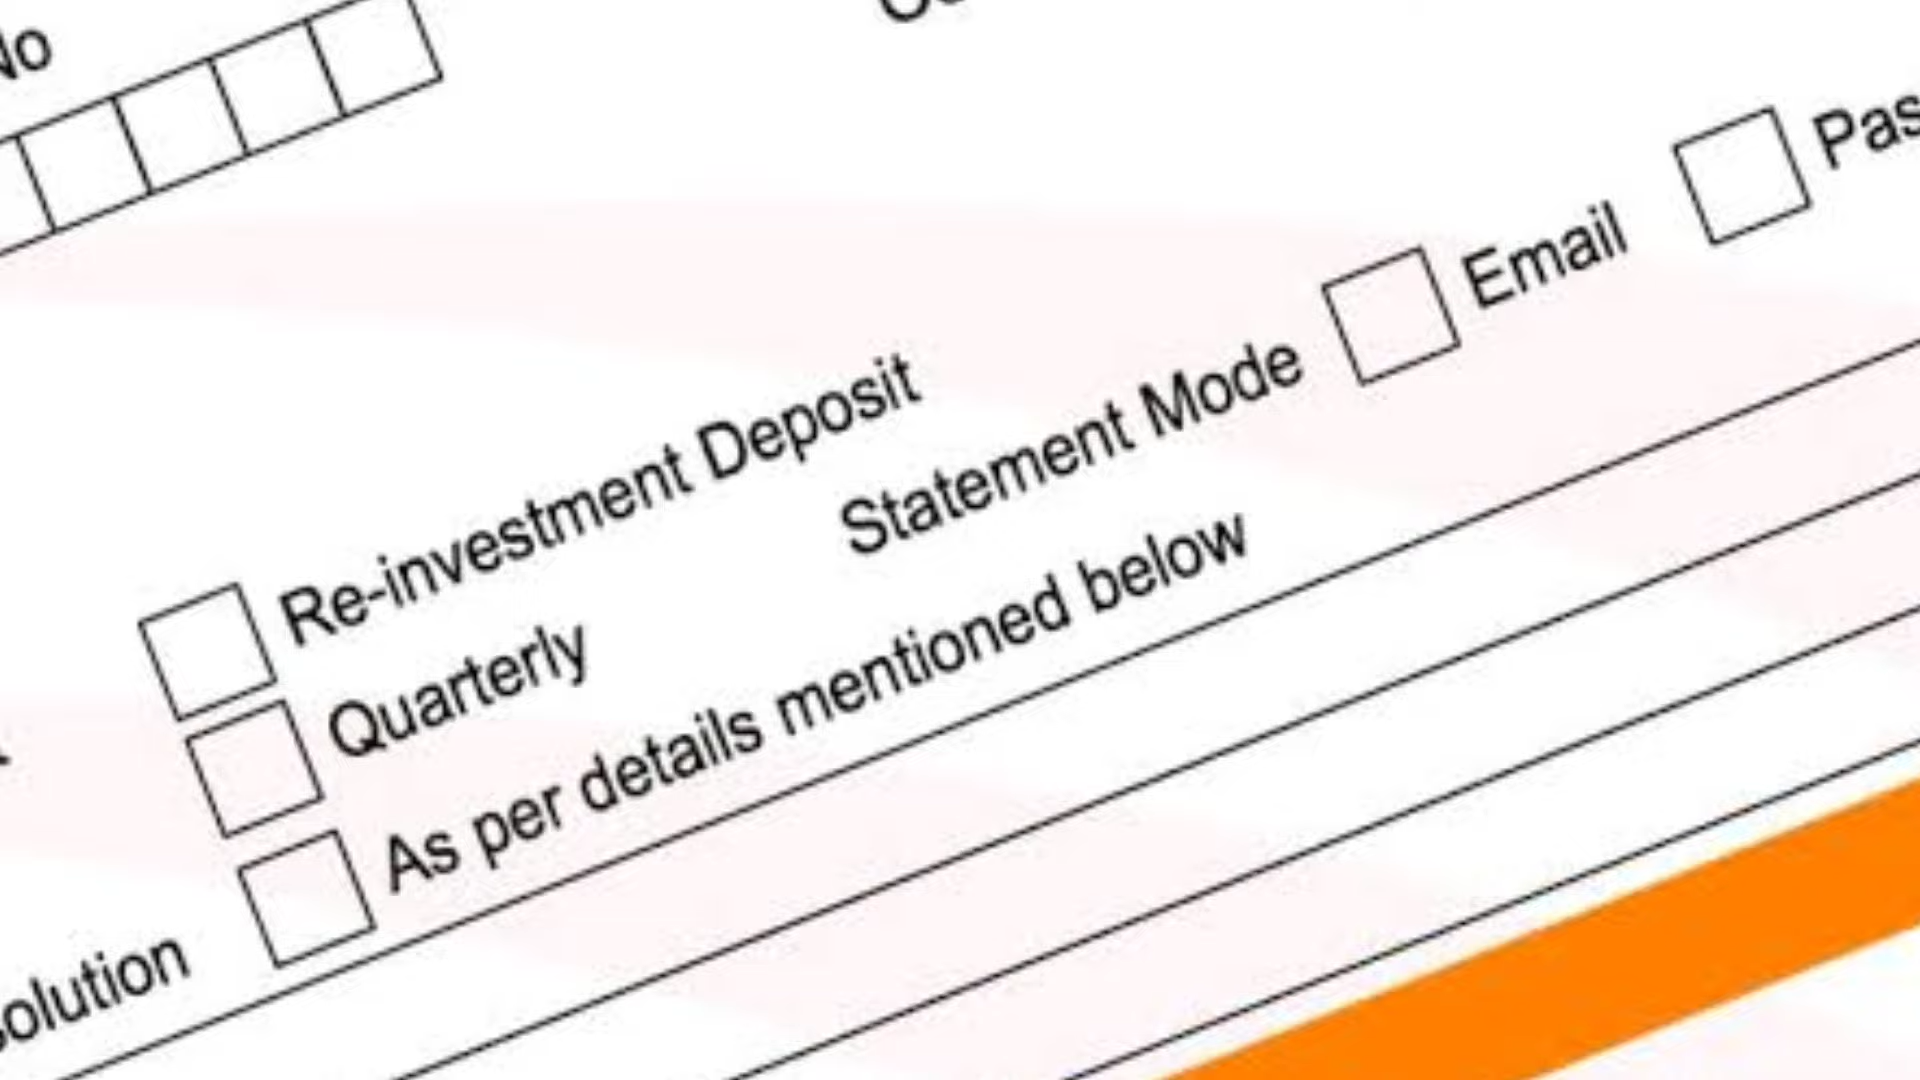 No
Re-investment Deposit
Quarterly
Statement Mode Email Pas
As per details mentioned below
olution